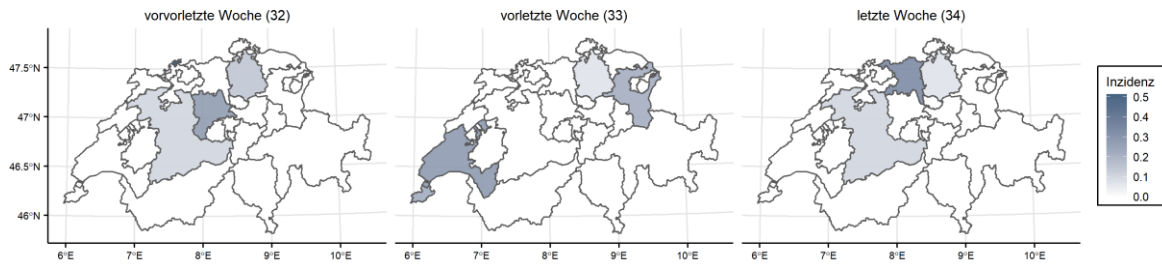 vorvorletzte Woche (32)
vorletzte Woche (33)
letzte Woche (34)
47.5°N
47°N
46.5°N
46°N
6°E 7°E 8°E 9°E 10°E
6°E 7°E 8°E 9°E 10°E
6°E 7°E 8°E 9°E 10°E
Inzidenz
0.5
0.4
0.3
0.2
0.1
0.0